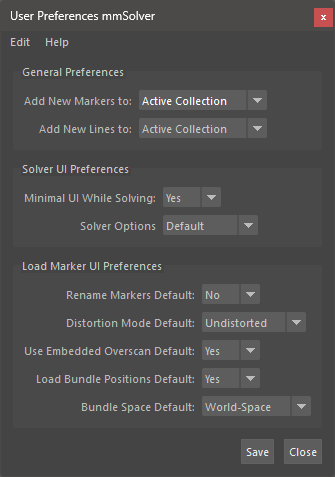 User Preferences mmSolver
x
Edit Help
General Preferences
Add New Markers to: Active Collection
Add New Lines to: Active Collection
Solver UI Preferences
Minimal UI While Solving: Yes
Solver Options Default
Load Marker UI Preferences
Rename Markers Default: No
Distortion Mode Default: Undistorted
Use Embedded Overscan Default: Yes
Load Bundle Positions Default: Yes
Bundle Space Default: World-Space
Save Close